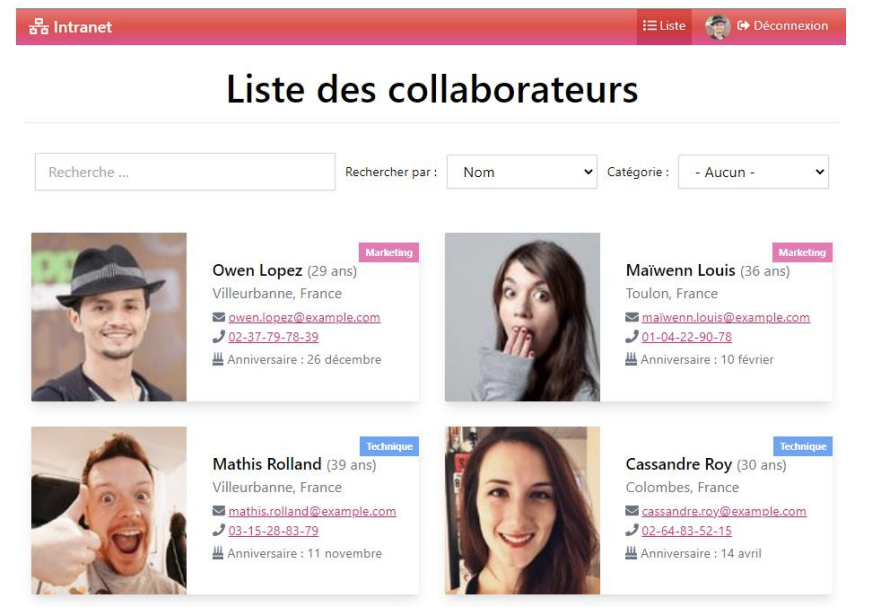 Intranet
Liste
Déconnexion
Liste des collaborateurs
Recherche ...
Rechercher par :
Nom
Catégorie :
- Aucun -
Marketing
Owen Lopez (29 ans)
Villeurbanne, France
owen.lopez@example.com
02-37-79-78-39
Anniversaire : 26 décembre
Marketing
Maïwenn Louis (36 ans)
Toulon, France
maïwenn.louis@example.com
01-04-22-90-78
Anniversaire : 10 février
Technique
Mathis Rolland (39 ans)
Villeurbanne, France
mathis.rolland@example.com
03-15-28-83-79
Anniversaire : 11 novembre
Technique
Cassandre Roy (30 ans)
Colombes, France
cassandre.roy@example.com
02-64-83-52-15
Anniversaire : 14 avril